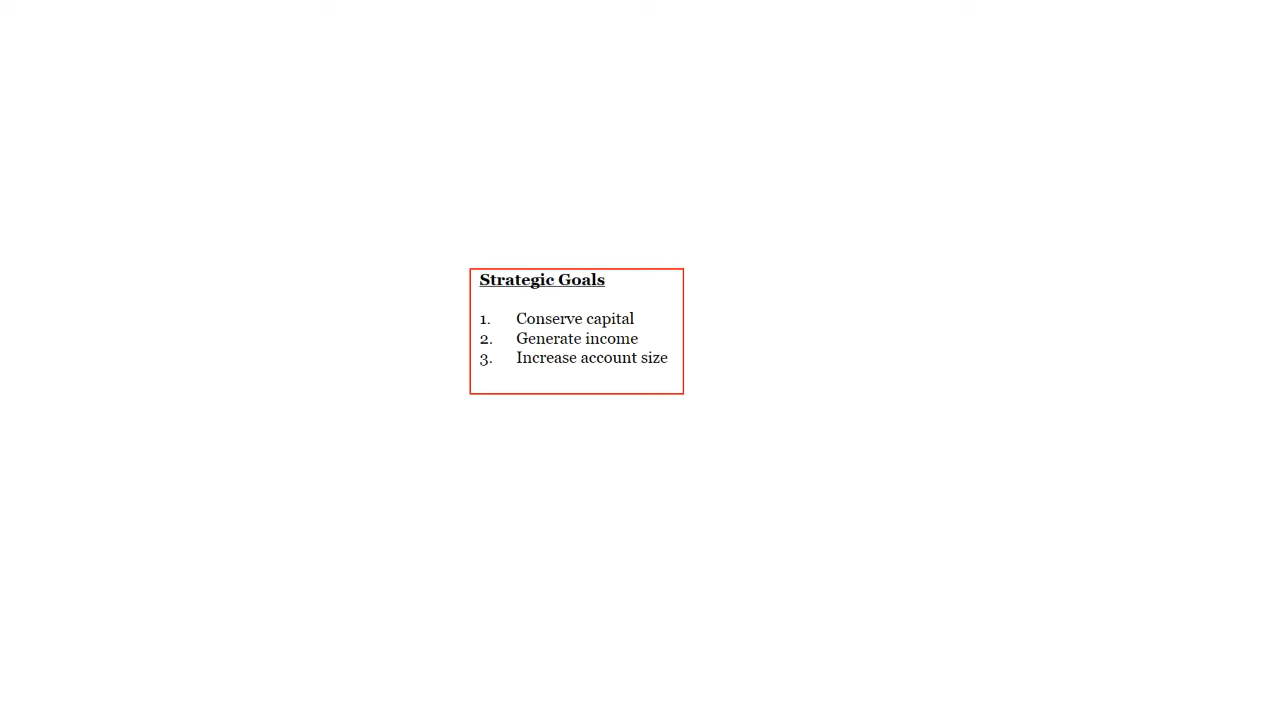 Strategic Goals
1. Conserve capital
2. Generate income
3. Increase account size